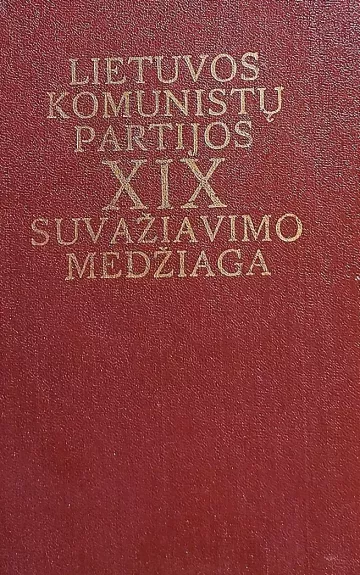 LIETUVOS
KOMUNISTŲ
PARTIJOS
XIX
SUVAŽIAVIMO
MEDŽIAGA